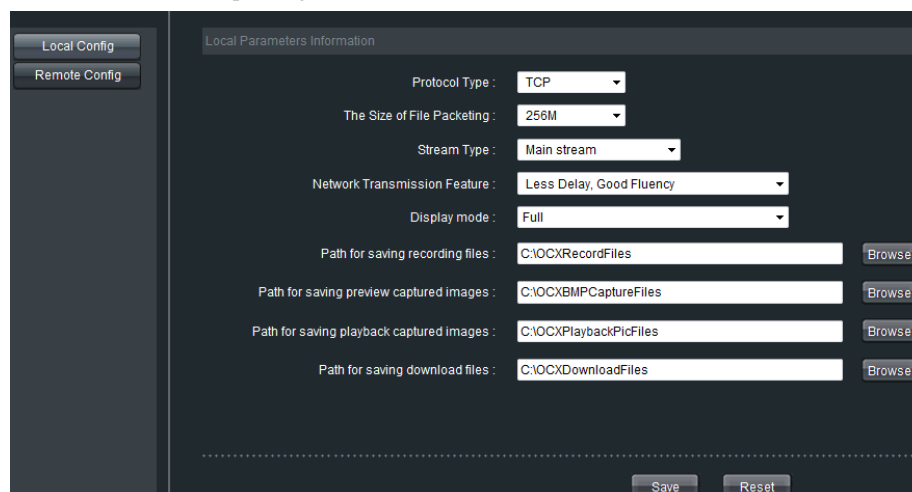 Local Config
Remote Config
Local Parameters Information
Protocol Type : TCP
The Size of File Packeting : 256M
Stream Type : Main stream
Network Transmission Feature : Less Delay, Good Fluency
Display mode : Full
Path for saving recording files : C:\OCXRecordFiles Browse
Path for saving preview captured images : C:\OCXBMPCaptureFiles Browse
Path for saving playback captured images : C:\OCXPlaybackPicFiles Browse
Path for saving download files : C:\OCXDownloadFiles Browse
Save Reset